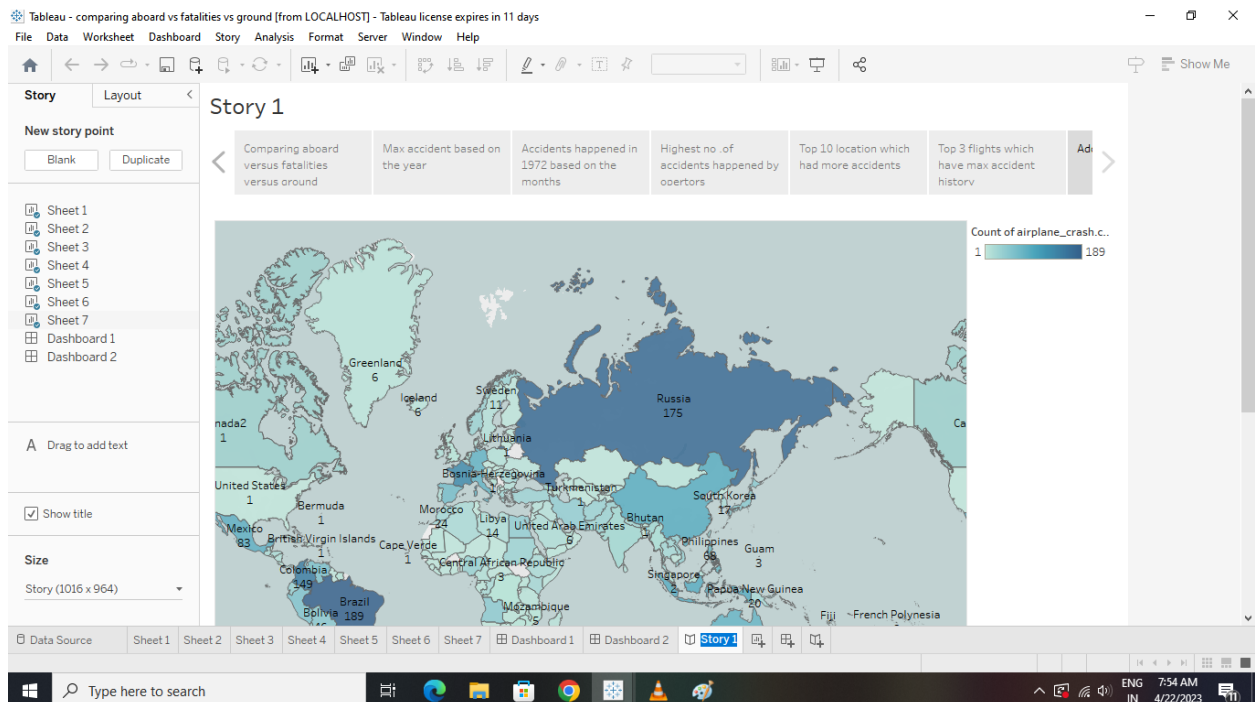 Tableau - comparing aboard vs fatalities vs ground [from LOCALHOST] - Tableau license expires in 11 days
File Data Worksheet Dashboard Story Analysis Format Server Window Help
Show Me
Story Layout
New story point
Blank Duplicate
Sheet 1
Sheet 2
Sheet 3
Sheet 4
Sheet 5
Sheet 6
Sheet 7
Dashboard 1
Dashboard 2
A Drag to add text
Show title
Size
Story (1016 x 964)
Story 1
Comparing aboard
versus fatalities
versus ground
Max accident based on
the year
Accidents happened in
1972 based on the
months
Highest no .of
accidents happened by
opertors
Top 10 location which
had more accidents
Top 3 flights which
have max accident
history
Count of airplane_crash.c..
1 189
Greenland
6
Iceland
6
Sweden
11
Russia
175
nada2
1
Ca
Lithuania
1
Bosnia-Herzegovina
1
Turkmenistan
1
South Korea
17
United States
1
Bermuda
1
Morocco
24
Libya
14
United Arab Emirates
6
Bhutan
1
Mexico
83
British Virgin Islands
1
Cape Verde
1
Central African Republic
3
Philippines
68
Guam
3
Colombia
149
Singapore
2
Papua New Guinea
20
Brazil
189
Bolivia
Mozambique
5
Fiji
French Polynesia
Data Source Sheet 1 Sheet 2 Sheet 3 Sheet 4 Sheet 5 Sheet 6 Sheet 7 Dashboard 1 Dashboard 2 Story 1
Type here to search
ENG
IN
7:54 AM
4/22/2023